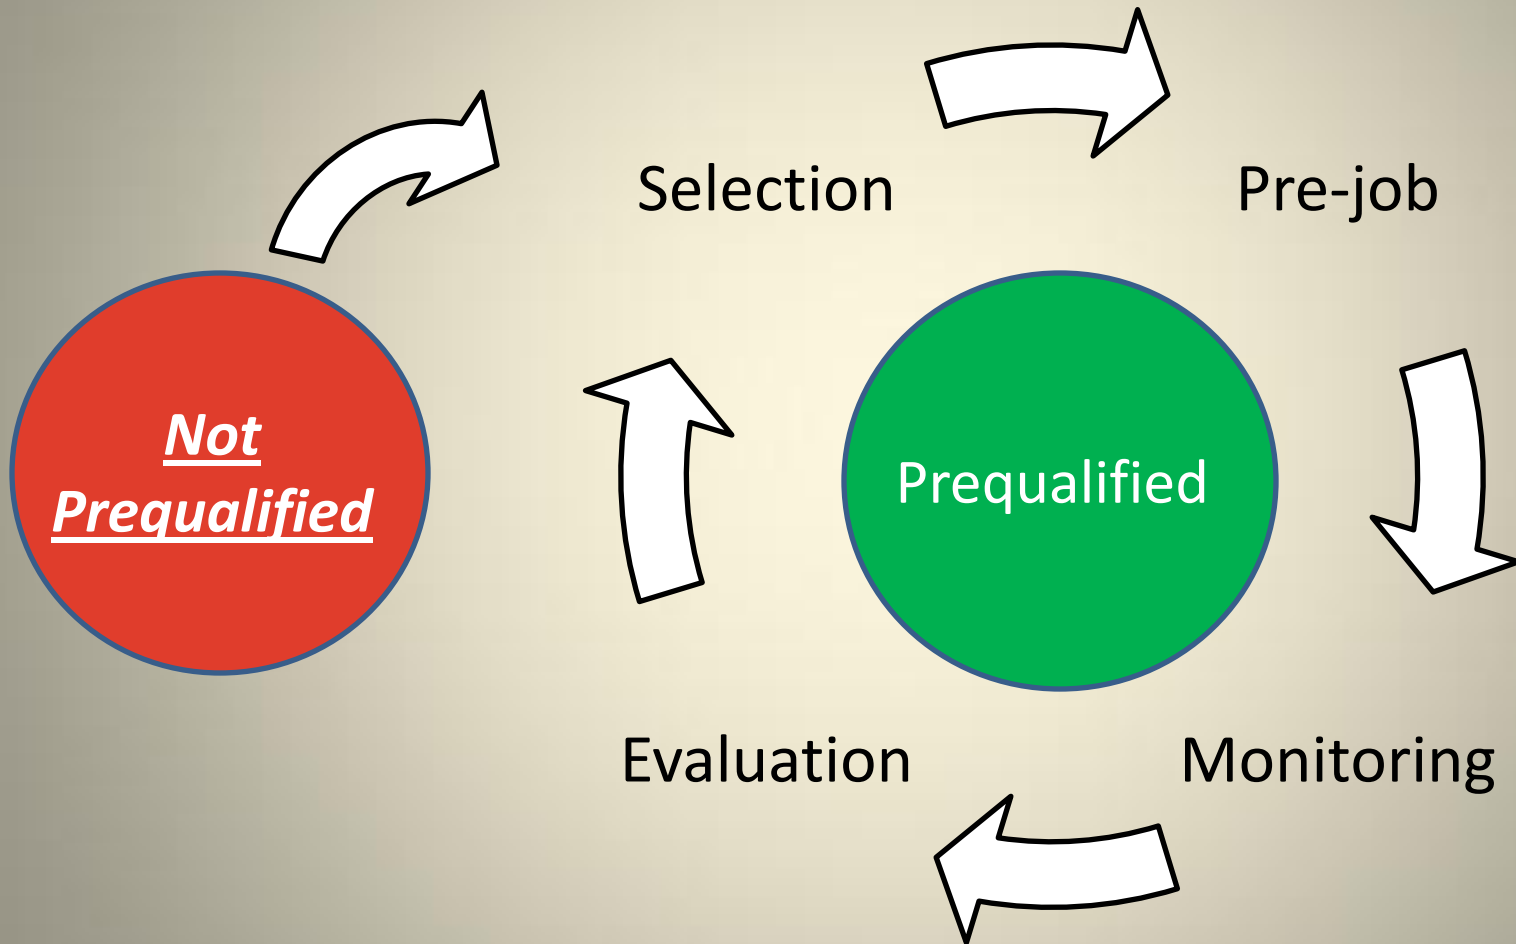 Selection
Pre-job
Not
Prequalified
Prequalified
Evaluation
Monitoring